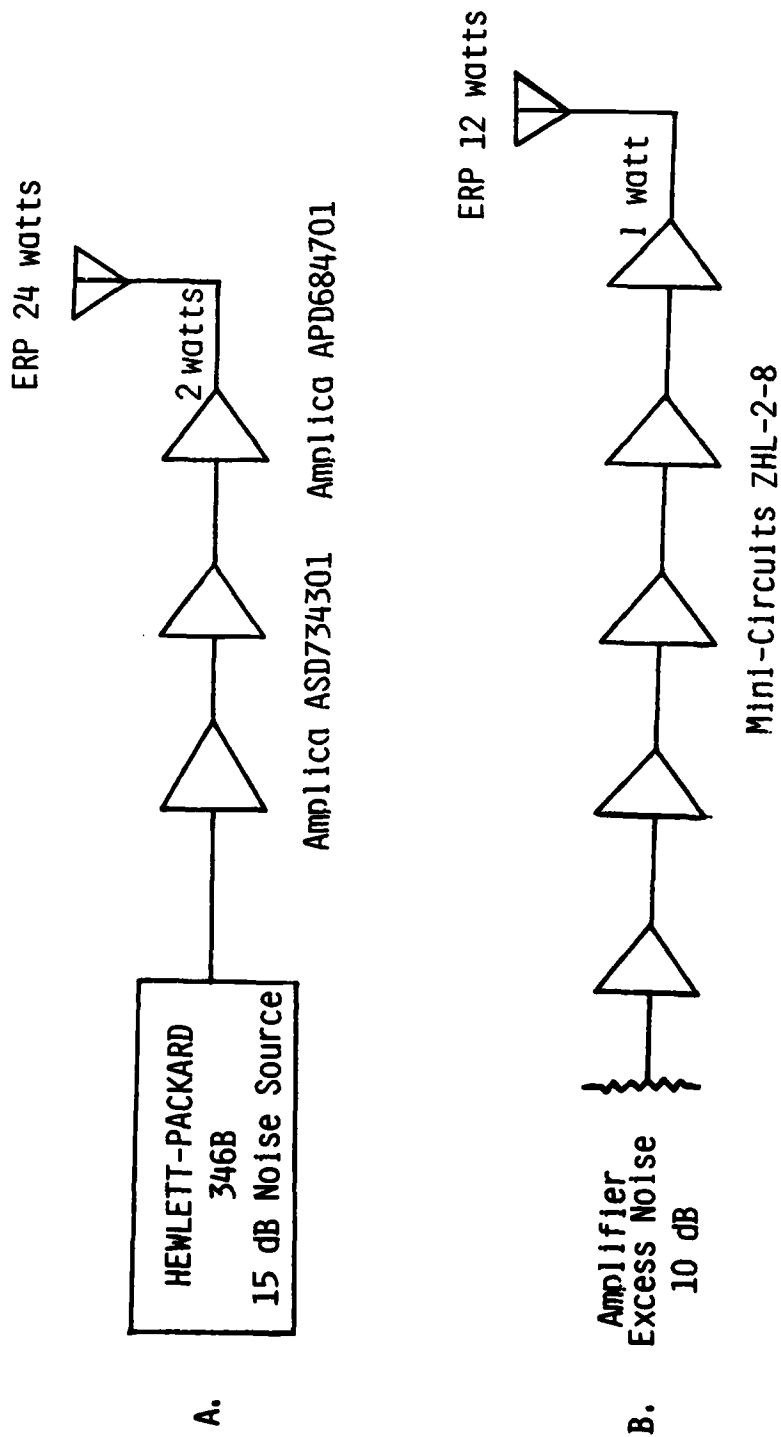 A.
HEWLETT-PACKARD
346B
15 dB Noise Source
Amplica ASD734301
Amplica APD684701
2 watts
ERP 24 watts
B.
Amplifier
Excess Noise
10 dB
Mini-Circuits ZHL-2-8
1 watt
ERP 12 watts